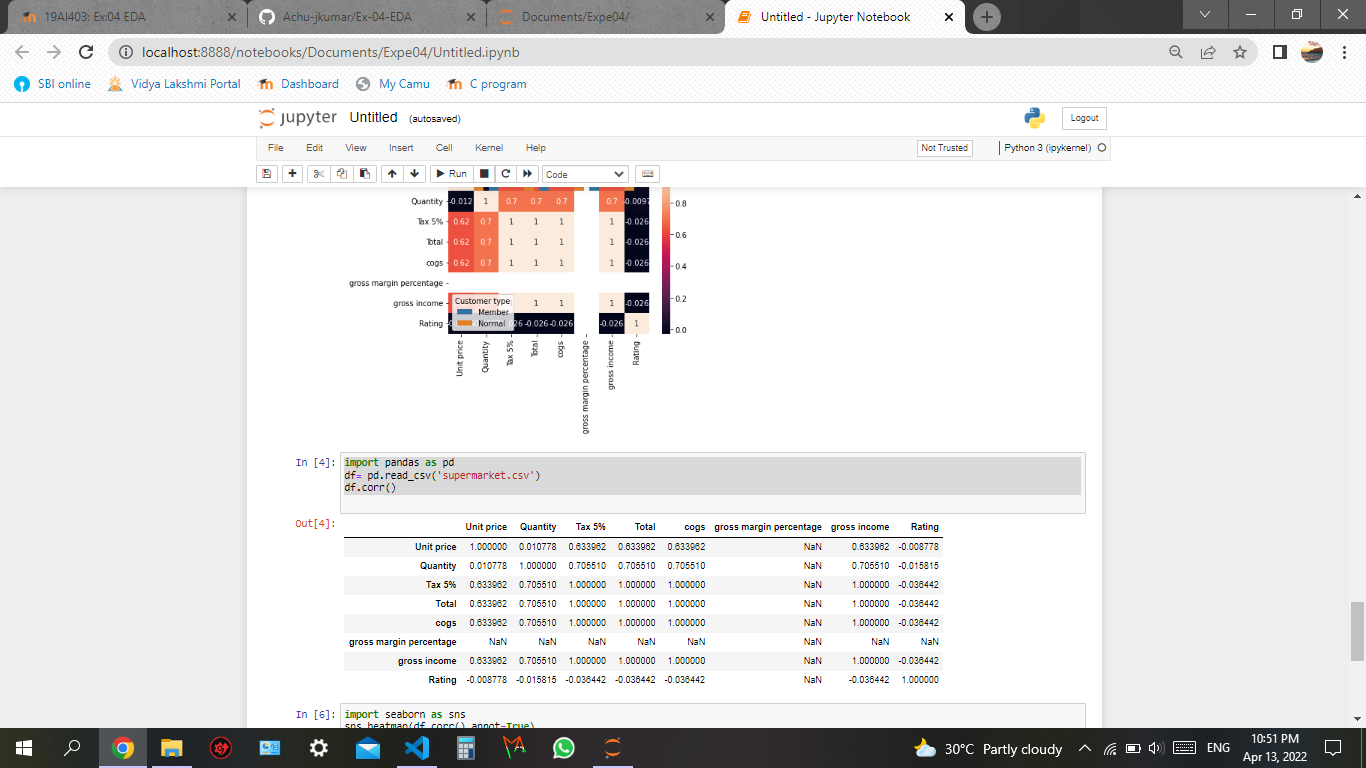 19AI403: Ex:04 EDA
Achu-jkumar/Ex-04-EDA
Documents/Expe04/
Untitled - Jupyter Notebook
localhost:8888/notebooks/Documents/Expe04/Untitled.ipynb
SBI online
Vidya Lakshmi Portal
Dashboard
My Camu
C program
jupyter Untitled (autosaved)
Logout
File Edit View Insert Cell Kernel Help
Not Trusted
Python 3 (ipykernel)
Run
Code
Quantity -0.012 1 0.7 0.7 0.7 0.7 -0.0097
Tax 5% 0.62 0.7 1 1 1 1 -0.026
Total 0.62 0.7 1 1 1 1 -0.026
cogs 0.62 0.7 1 1 1 1 -0.026
gross margin percentage
gross income 1 1 1 -0.026
Rating 26 -0.026 -0.026 -0.026 1
Customer type
Member
Normal
0.8
0.6
0.4
0.2
0.0
Unit price
Quantity
Tax 5%
Total
cogs
gross margin percentage
gross income
Rating
In [4]:
import pandas as pd
df= pd.read_csv('supermarket.csv')
df.corr()
Out[4]:
Unit price Quantity Tax 5% Total cogs gross margin percentage gross income Rating
Unit price 1.000000 0.010778 0.633962 0.633962 0.633962 NaN 0.633962 -0.008778
Quantity 0.010778 1.000000 0.705510 0.705510 0.705510 NaN 0.705510 -0.015815
Tax 5% 0.633962 0.705510 1.000000 1.000000 1.000000 NaN 1.000000 -0.036442
Total 0.633962 0.705510 1.000000 1.000000 1.000000 NaN 1.000000 -0.036442
cogs 0.633962 0.705510 1.000000 1.000000 1.000000 NaN 1.000000 -0.036442
gross margin percentage NaN NaN NaN NaN NaN NaN NaN NaN
gross income 0.633962 0.705510 1.000000 1.000000 1.000000 NaN 1.000000 -0.036442
Rating -0.008778 -0.015815 -0.036442 -0.036442 -0.036442 NaN -0.036442 1.000000
In [6]:
import seaborn as sns
sns.heatmap(df.corr(),annot=True)
30°C Partly cloudy
ENG
10:51 PM
Apr 13, 2022